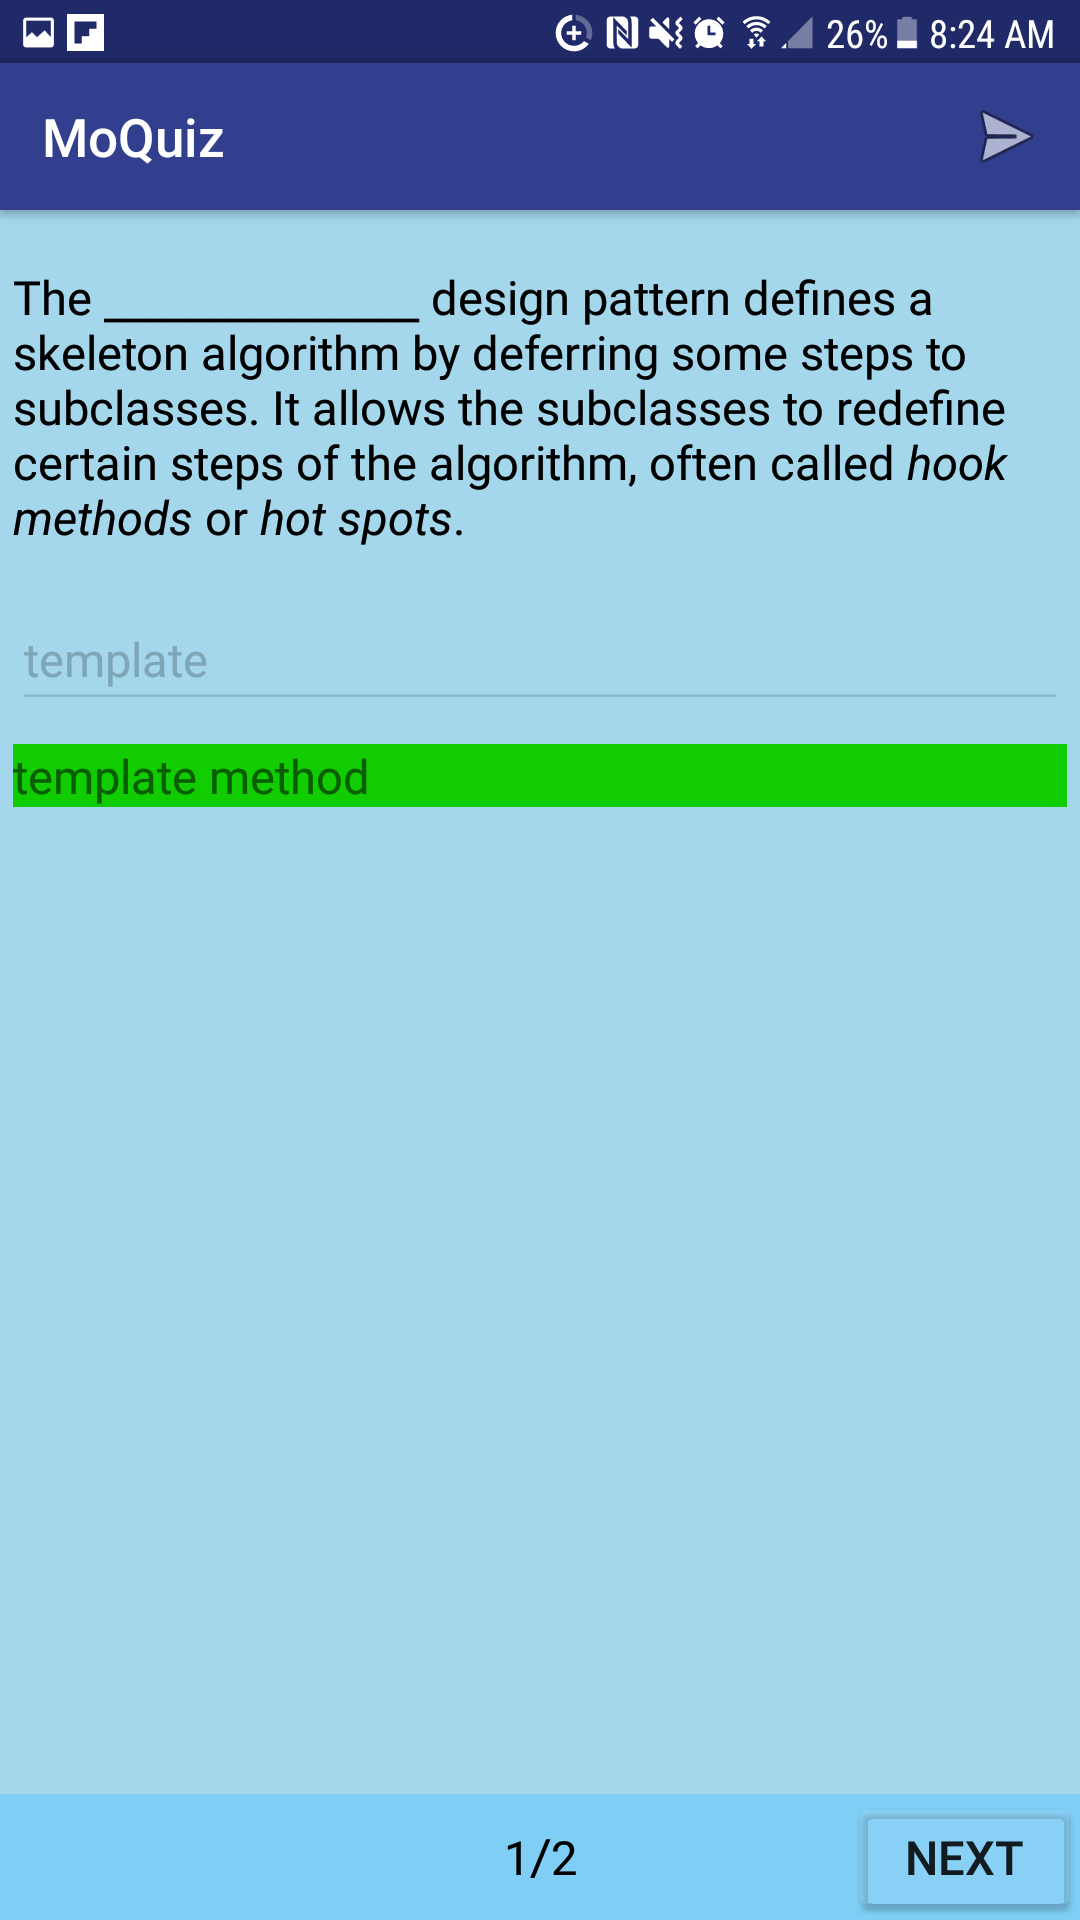 26% 8:24 AM
MoQuiz
The _____________ design pattern defines a
skeleton algorithm by deferring some steps to
subclasses. It allows the subclasses to redefine
certain steps of the algorithm, often called hook
methods or hot spots.
template
template method
1/2
NEXT